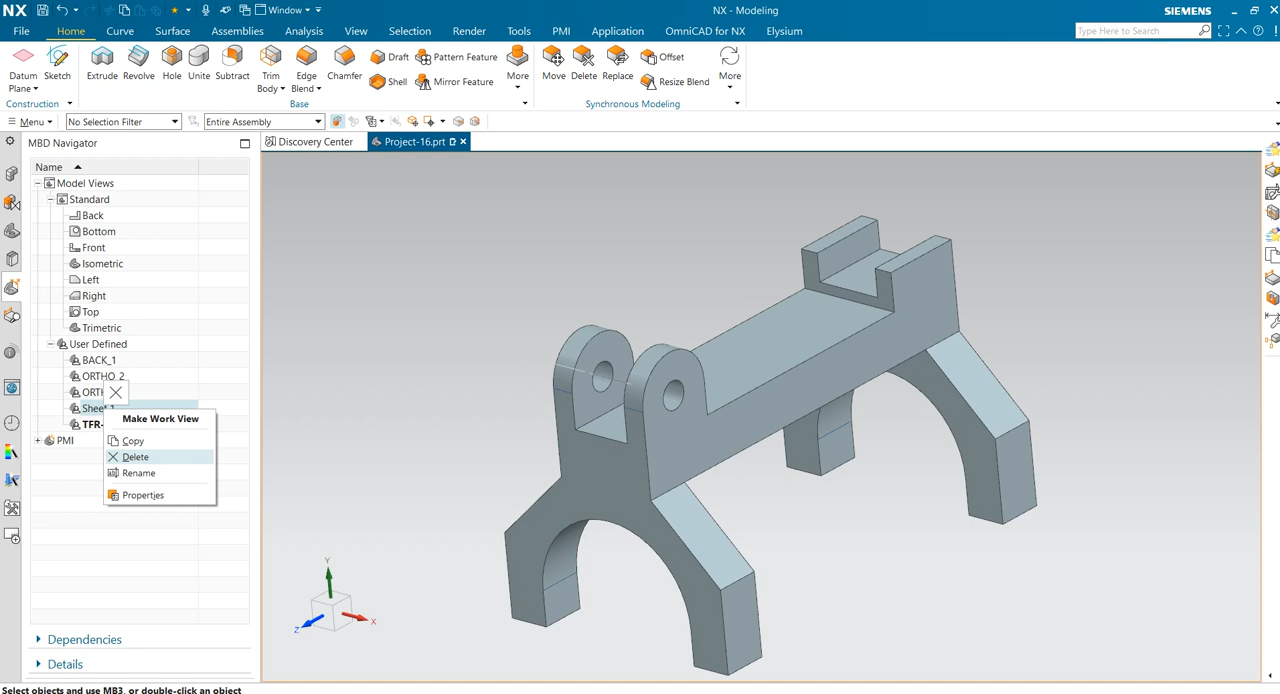 NX
Window
NX - Modeling
SIEMENS
File
Home
Curve
Surface
Assemblies
Analysis
View
Selection
Render
Tools
PMI
Application
OmniCAD for NX
Elysium
Type Here to Search
Datum
Plane
Sketch
Extrude
Revolve
Hole
Unite
Subtract
Trim
Body
Edge
Blend
Chamfer
Draft
Shell
Pattern Feature
Mirror Feature
More
Move
Delete
Replace
Offset
Resize Blend
More
Construction
Base
Synchronous Modeling
Menu
No Selection Filter
Entire Assembly
MBD Navigator
Discovery Center
Project-16.prt
Name
Model Views
Standard
Back
Bottom
Front
Isometric
Left
Right
Top
Trimetric
User Defined
BACK_1
ORTHO_2
ORTH
Sheet
TFR-
PMI
Make Work View
Copy
Delete
Rename
Properties
Y
X
Z
Dependencies
Details
Select objects and use MB3, or double-click an object